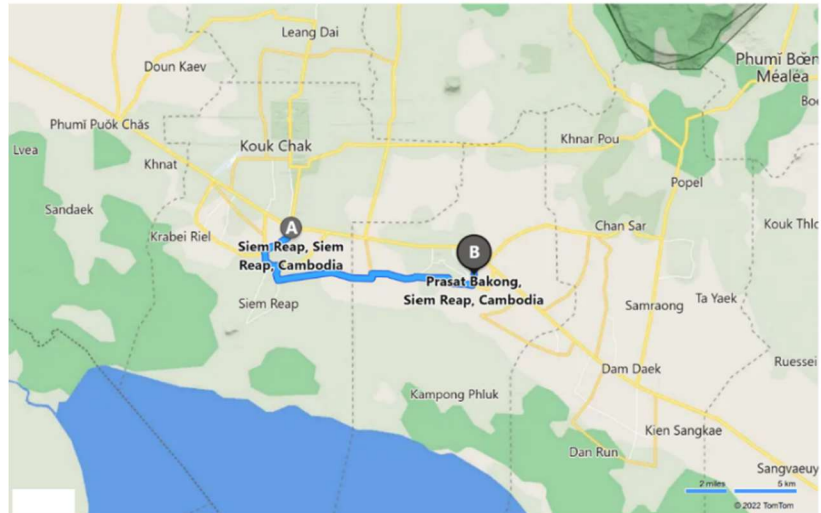 Leang Dai
Doun Kaev
Phumĭ Bœ̆n
Mealea
Boe
Phumĭ Puŏk Chăs
Lvea
Kouk Chak
Khnar Pou
Khnat
Popel
Sandaek
Krabei Riel
A
Chan Sar
Kouk Thlo
Siem Reap, Siem
Reap, Cambodia
B
Prasat Bakong,
Siem Reap, Cambodia
Siem Reap
Samraong
Ta Yaek
Ruessei
Dam Daek
Kampong Phluk
Kien Sangkae
Dan Run
Sangvaeuy
2 miles
5 km
© 2022 TomTom